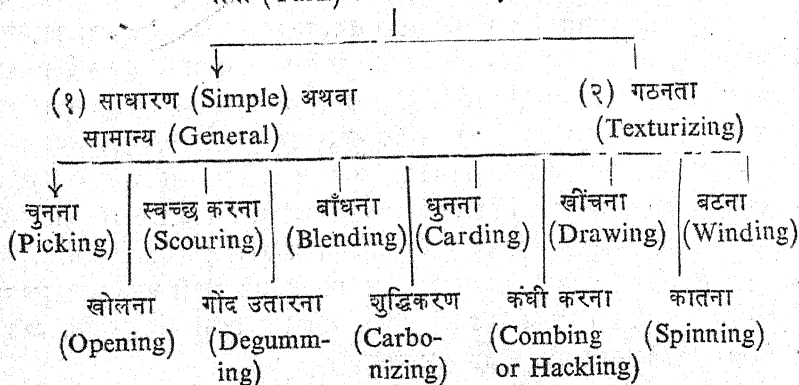 (१) साधारण (Simple) अथवा
सामान्य (General)
(२) गठनता
(Texturizing)
चुनना
(Picking)
स्वच्छ करना
(Scouring)
बाँधना
(Blending)
धुनना
(Carding)
खींचना
(Drawing)
बटना
(Winding)
खोलना
(Opening)
गोंद उतारना
(Degumm-
ing)
शुद्धिकरण
(Carbo-
nizing)
कंघी करना
(Combing
or Hackling)
कातना
(Spinning)